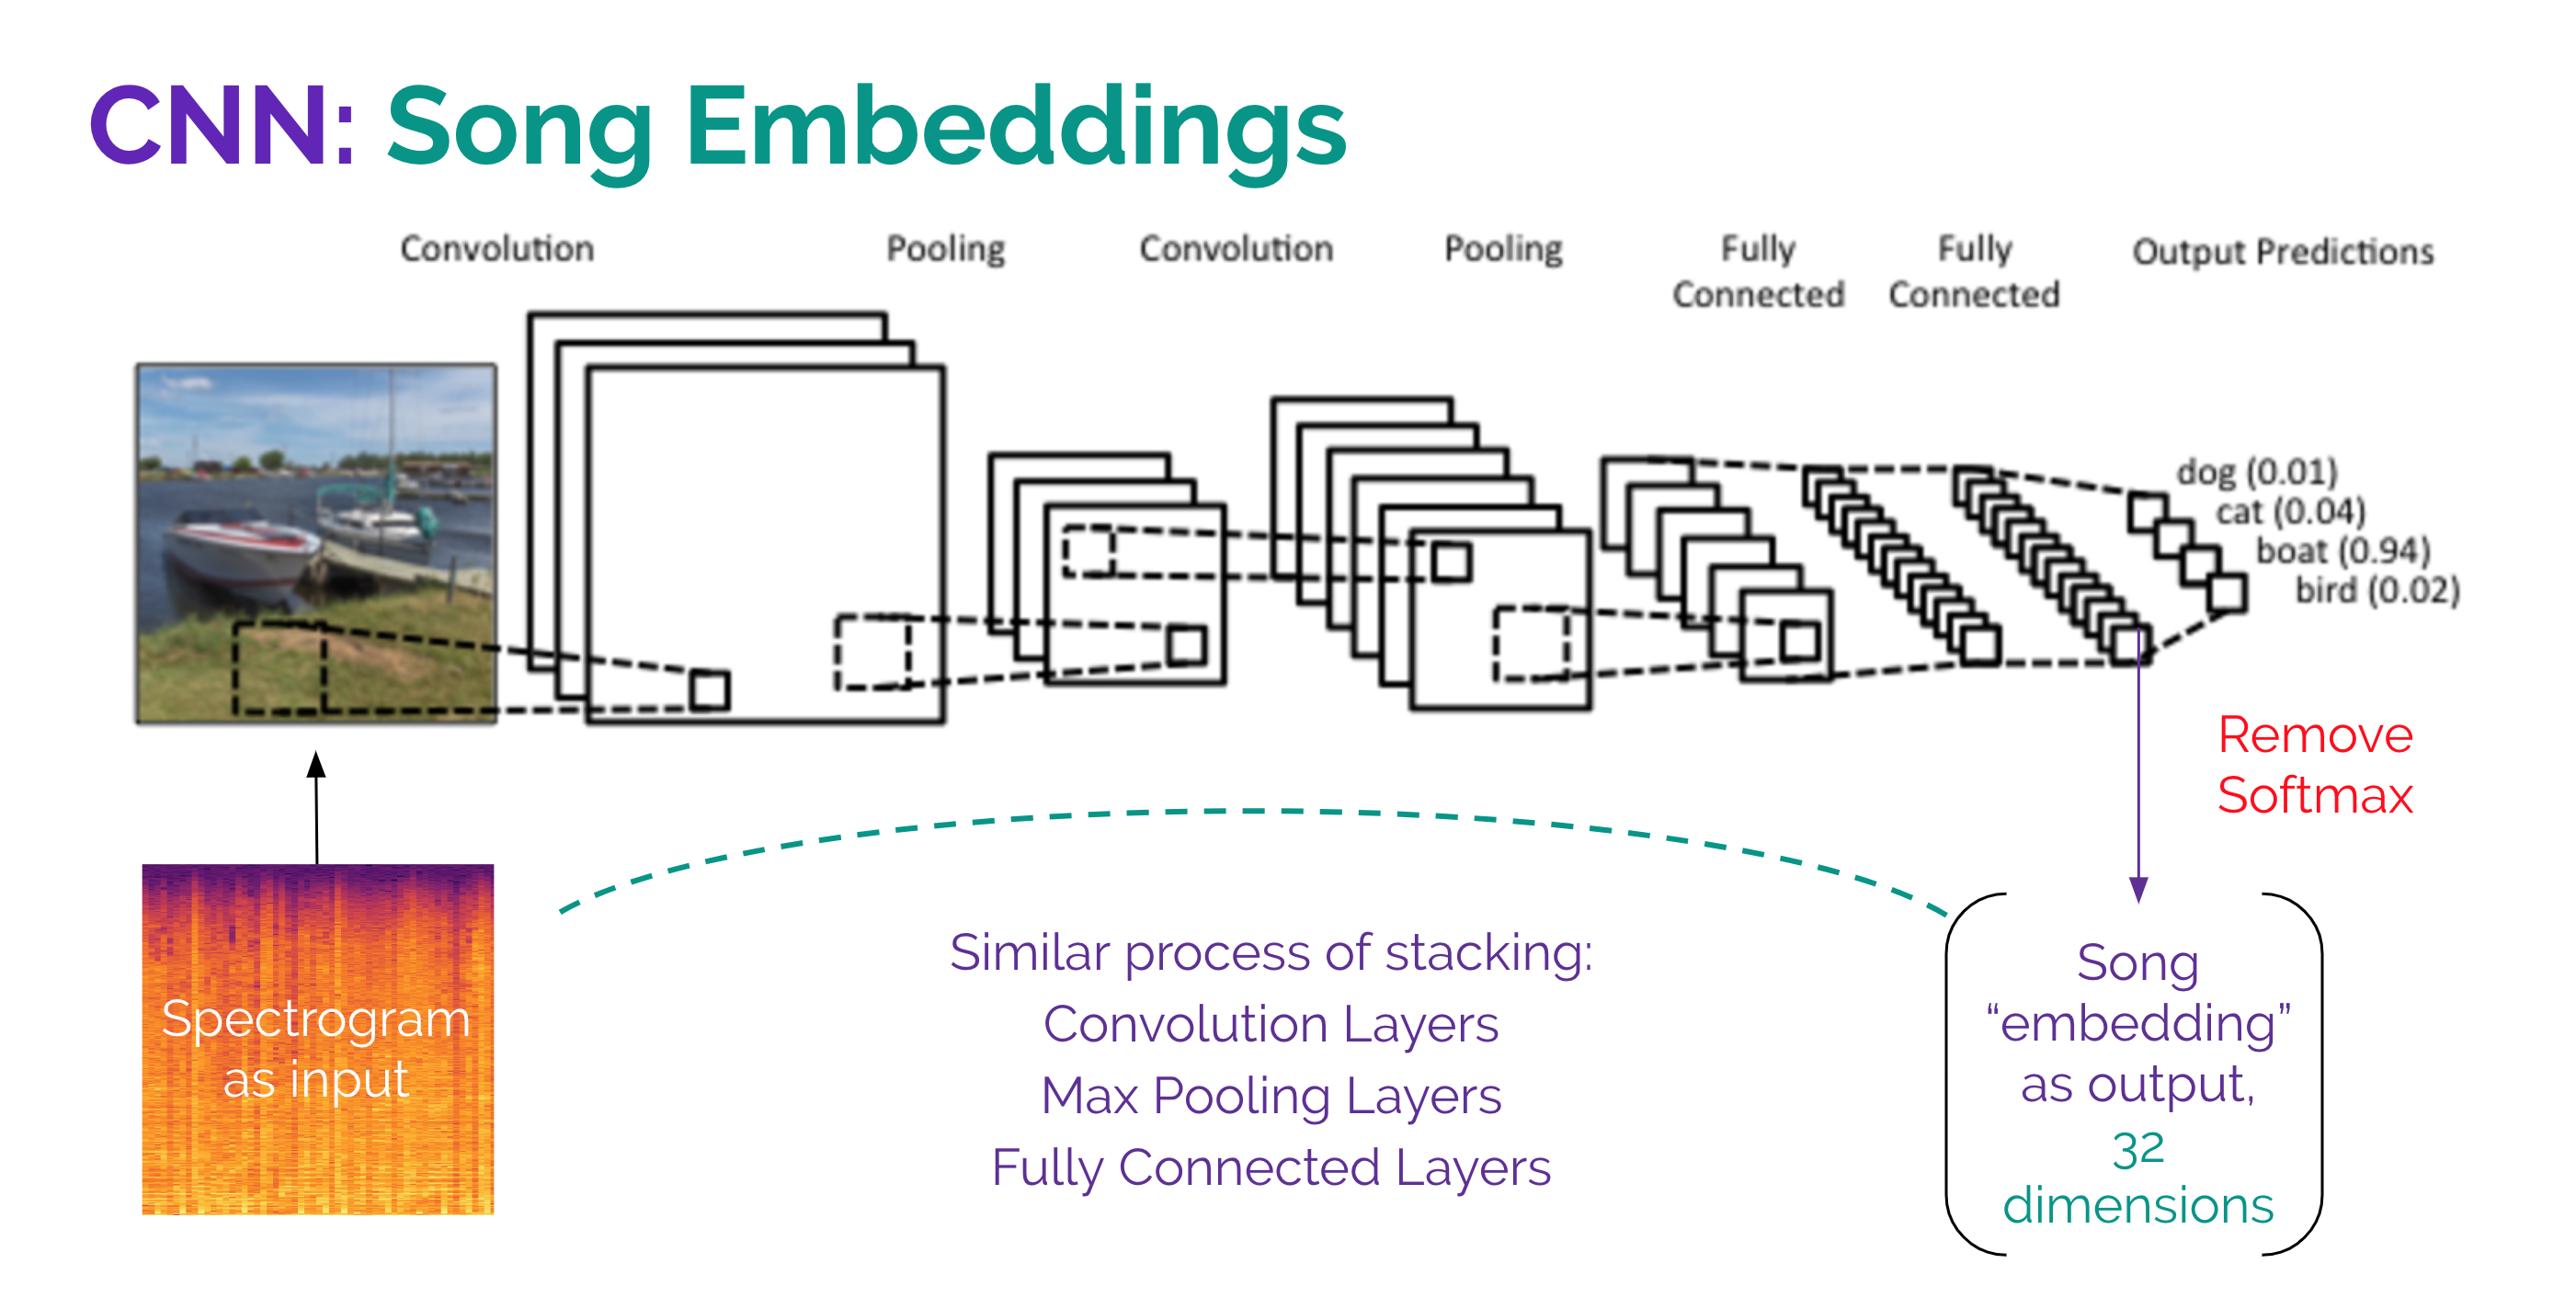 CNN: Song Embeddings
Convolution
Pooling
Convolution
Pooling
Fully
Connected
Fully
Connected
Output Predictions
dog (0.01)
cat (0.04)
boat (0.94)
bird (0.02)
Remove
Softmax
Spectrogram
as input
Similar process of stacking:
Convolution Layers
Max Pooling Layers
Fully Connected Layers
Song
“embedding”
as output,
32
dimensions